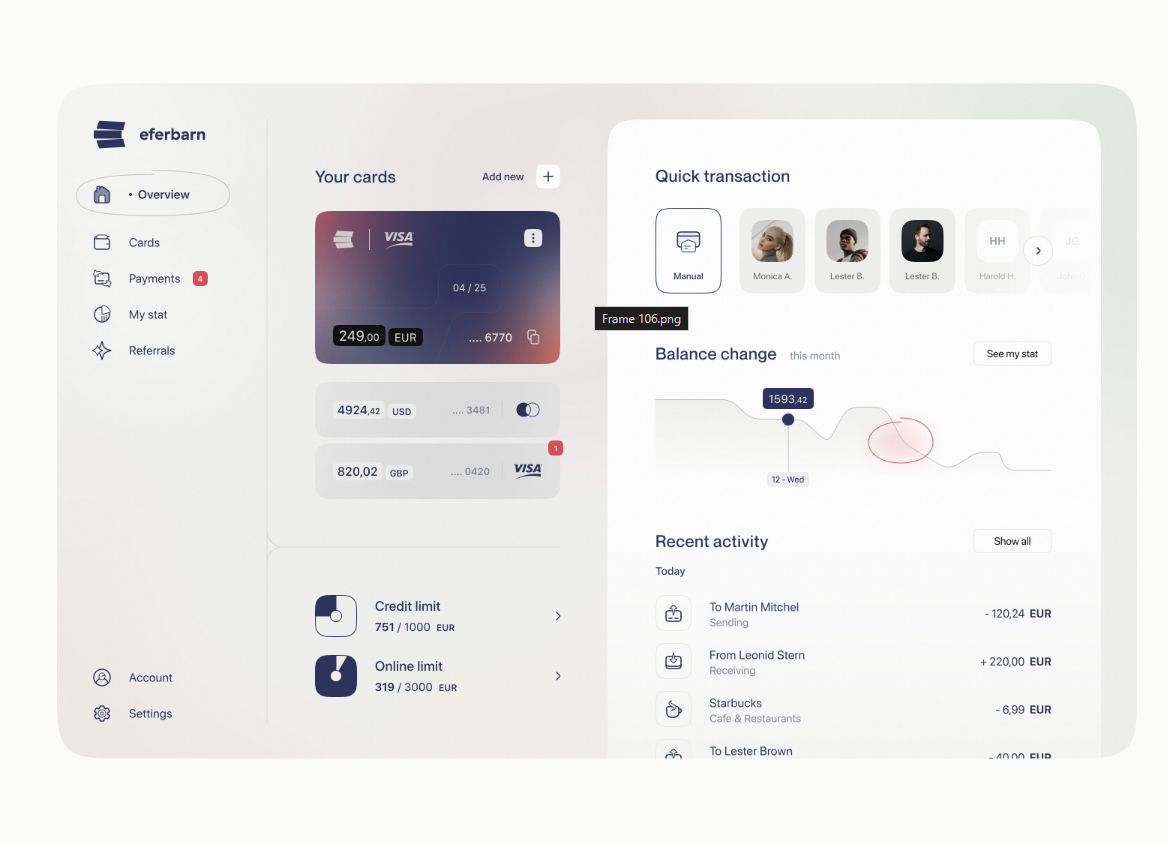 eferbarn
• Overview
Cards
Payments 4
My stat
Referrals
Account
Settings
Your cards
Add new
VISA
04 / 25
249,00 EUR
.... 6770
4924,42 USD
.... 3481
1
820,02 GBP
.... 0420
VISA
Credit limit
751 / 1000 EUR
Online limit
319 / 3000 EUR
Quick transaction
Manual
Monica A.
Lester B.
Lester B.
HH
Harold H.
JG
Frame 106.png
Balance change this month
See my stat
1593,42
12 - Wed
Recent activity
Show all
Today
To Martin Mitchel
Sending
- 120,24 EUR
From Leonid Stern
Receiving
+ 220,00 EUR
Starbucks
Cafe & Restaurants
- 6,99 EUR
To Lester Brown
- 40,00 EUR